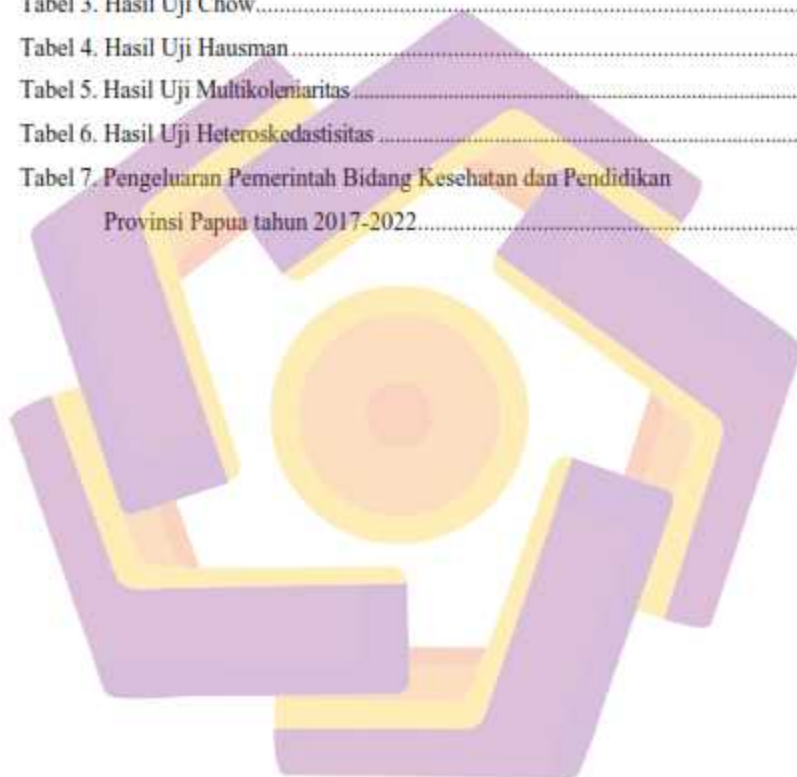 Tabel 3. Hasil Uji Chow.....................................................................................................
Tabel 4. Hasil Uji Hausman...............................................................................................
Tabel 5. Hasil Uji Multikoleniaritas...................................................................................
Tabel 6. Hasil Uji Heteroskedastisitas ..............................................................................
Tabel 7. Pengeluaran Pemerintah Bidang Kesehatan dan Pendidikan
Provinsi Papua tahun 2017-2022......................................................................